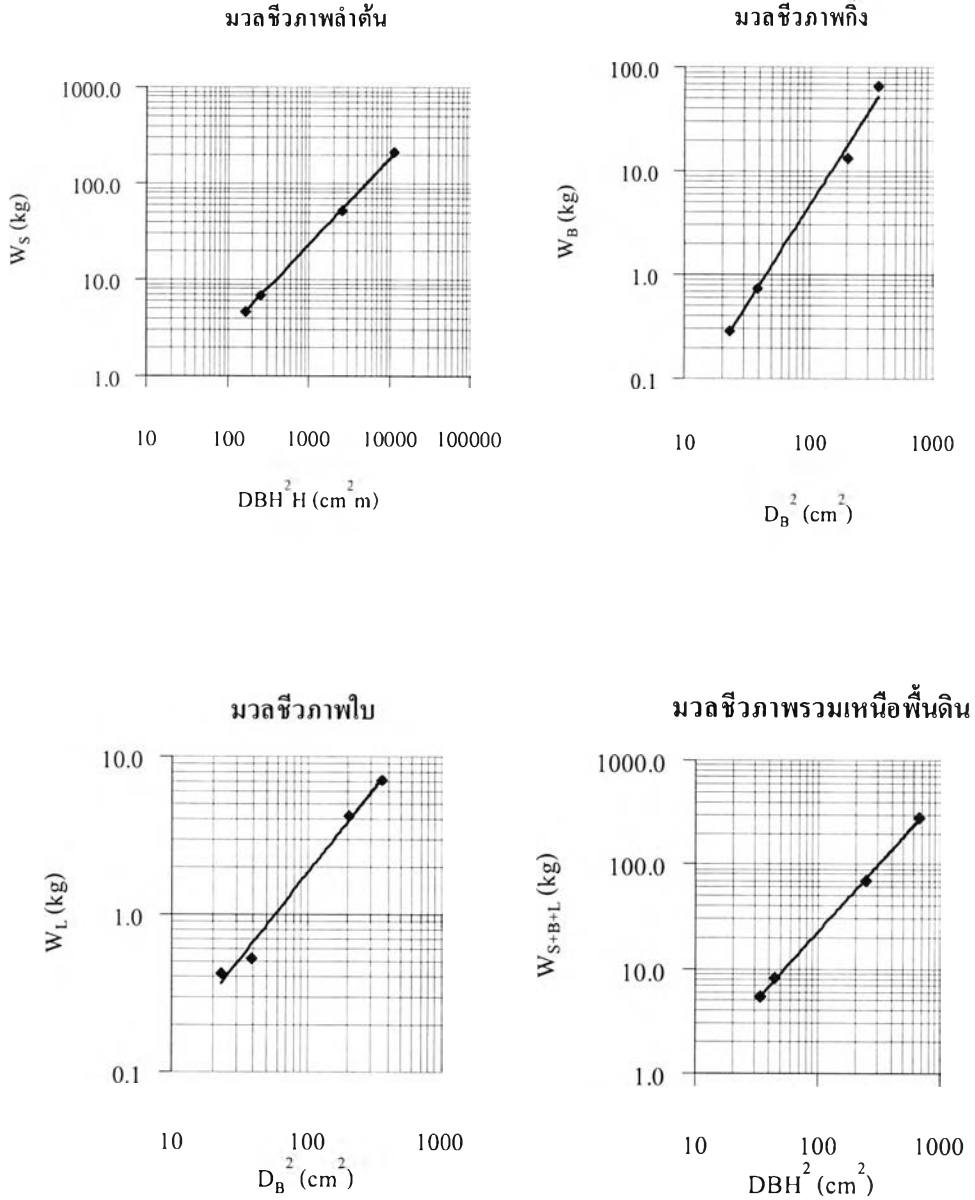 มวลชีวภาพลำต้น
1000.0
100.0
10.0
1.0
W_S (kg)
10 100 1000 10000 100000
DBH²H (cm²m)
มวลชีวภาพกิ่ง
100.0
10.0
1.0
0.1
W_B (kg)
10 100 1000
D_B² (cm²)
มวลชีวภาพใบ
10.0
1.0
0.1
W_L (kg)
10 100 1000
D_B² (cm²)
มวลชีวภาพรวมเหนือพื้นดิน
1000.0
100.0
10.0
1.0
W_{S+B+L} (kg)
10 100 1000
DBH² (cm²)